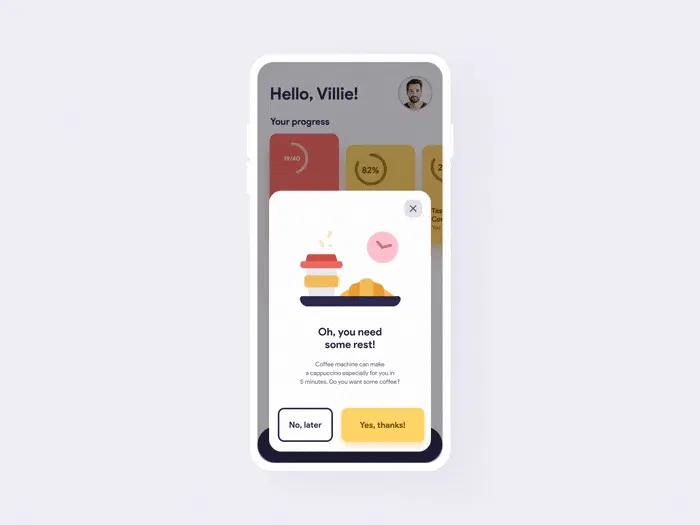 Hello, Villie!
Your progress
19/40
82%
2
Tas
Co
You
Oh, you need
some rest!
Coffee machine can make
a cappuccino especially for you in
5 minutes. Do you want some coffee?
No, later
Yes, thanks!